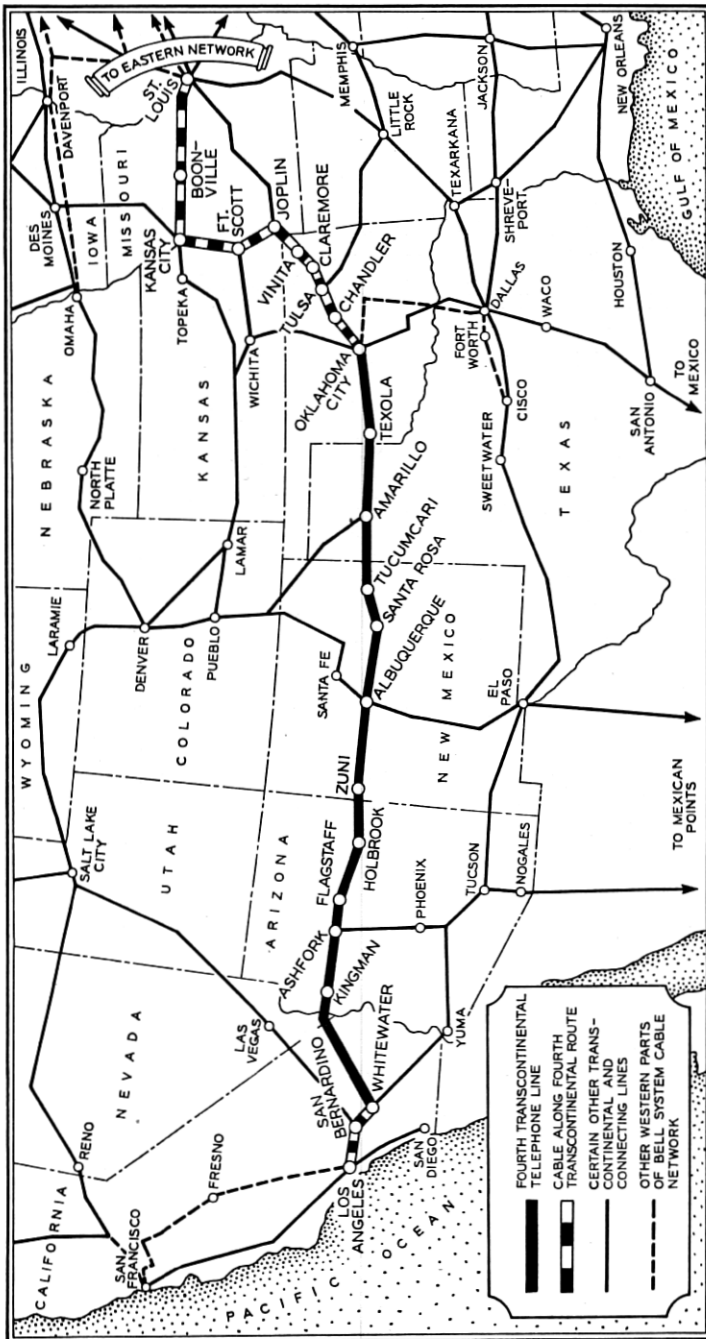 TO EASTERN NETWORK
ILLINOIS
DAVENPORT
ST.
LOUIS
DES
MOINES
IOWA
MISSOURI
BOON-
VILLE
KANSAS
CITY
FT.
SCOTT
JOPLIN
CLAREMORE
VINITA
TULSA
CHANDLER
MEMPHIS
LITTLE
ROCK
JACKSON
TEXARKANA
SHREVE-
PORT
NEW ORLEANS
GULF OF MEXICO
OMAHA
TOPEKA
WICHITA
OKLAHOMA
CITY
DALLAS
FORT
WORTH
WACO
HOUSTON
CISCO
SAN
ANTONIO
TO
MEXICO
NEBRASKA
NORTH
PLATTE
KANSAS
TEXOLA
SWEETWATER
TEXAS
AMARILLO
LAMAR
LARAMIE
DENVER
PUEBLO
TUCUMCARI
SANTA ROSA
WYOMING
COLORADO
SANTA FE
ALBUQUERQUE
NEW MEXICO
EL
PASO
SALT LAKE
CITY
UTAH
ZUNI
HOLBROOK
ARIZONA
FLAGSTAFF
ASHFORK
KINGMAN
PHOENIX
TUCSON
NOGALES
TO MEXICAN
POINTS
NEVADA
LAS
VEGAS
YUMA
WHITEWATER
SAN
BERNARDINO
RENO
FRESNO
LOS
ANGELES
SAN
DIEGO
CALIFORNIA
SAN
FRANCISCO
PACIFIC OCEAN
FOURTH TRANSCONTINENTAL
TELEPHONE LINE
CABLE ALONG FOURTH
TRANSCONTINENTAL ROUTE
CERTAIN OTHER TRANS-
CONTINENTAL AND
CONNECTING LINES
OTHER WESTERN PARTS
OF BELL SYSTEM CABLE
NETWORK